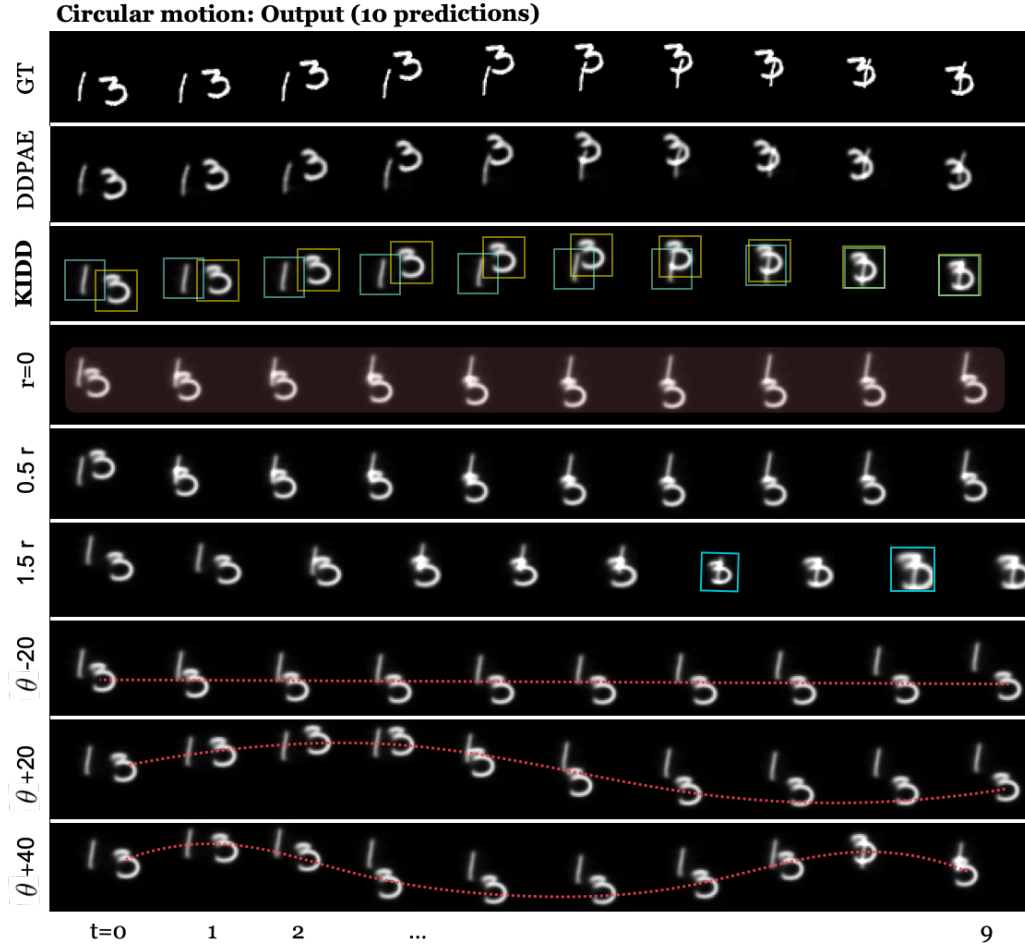 Circular motion: Output (10 predictions)
GT
DDPAE
KIDD
r=0
0.5 r
1.5 r
θ -20
θ +20
θ +40
t=0 1 2 ... 9